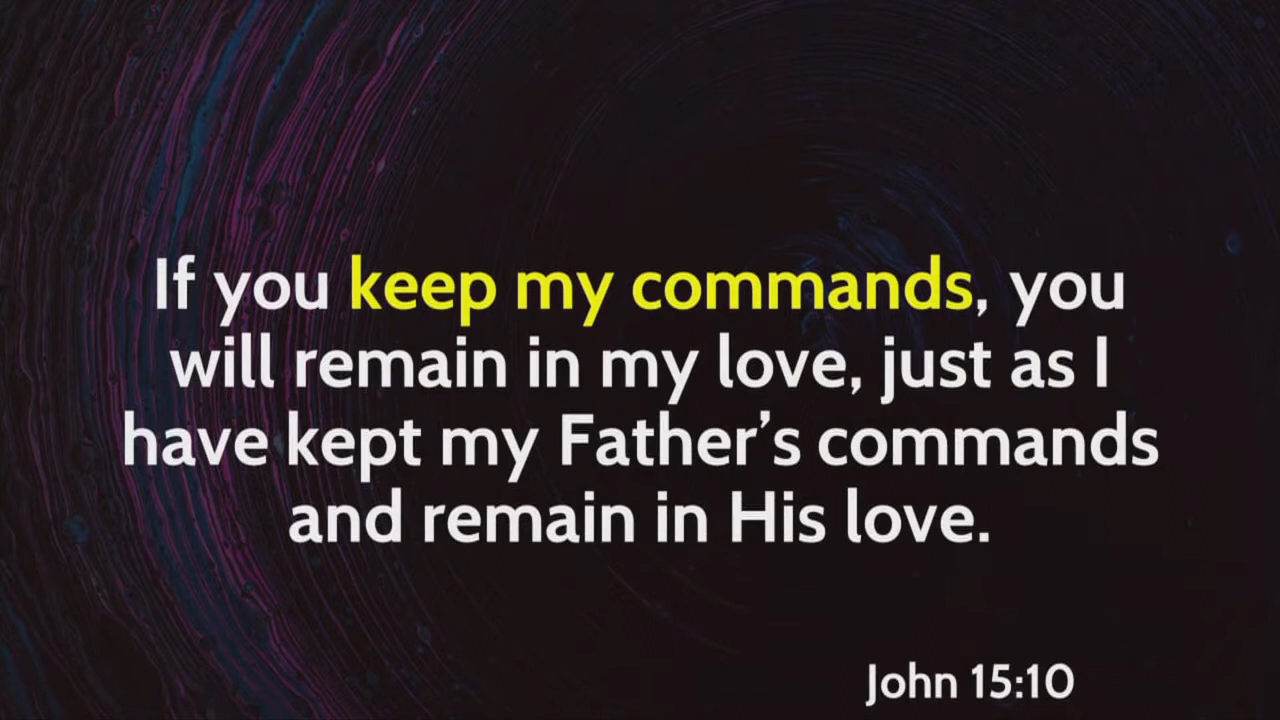 If you keep my commands, you
will remain in my love, just as I
have kept my Father’s commands
and remain in His love.
John 15:10